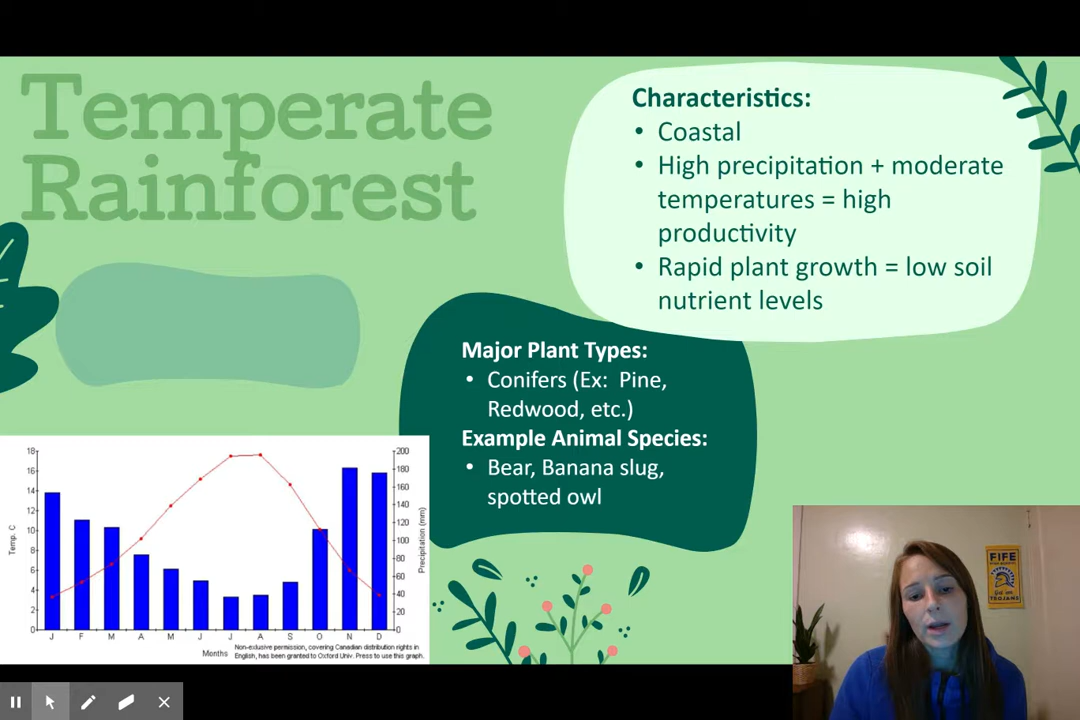 Temperate
Rainforest
Characteristics:
• Coastal
• High precipitation + moderate
temperatures = high
productivity
• Rapid plant growth = low soil
nutrient levels
Major Plant Types:
• Conifers (Ex: Pine,
Redwood, etc.)
Example Animal Species:
• Bear, Banana slug,
spotted owl
18
16
14
12
10
8
6
4
2
0
Temp. C
200
180
160
140
120
100
80
60
40
20
0
Precipitation (mm)
J F M A M J J A S O N D
Months
Non-exlusive permission, covering Canadian distribution rights in
English, has been granted to Oxford Univ. Press to use this graph.
FIFE
TROJANS